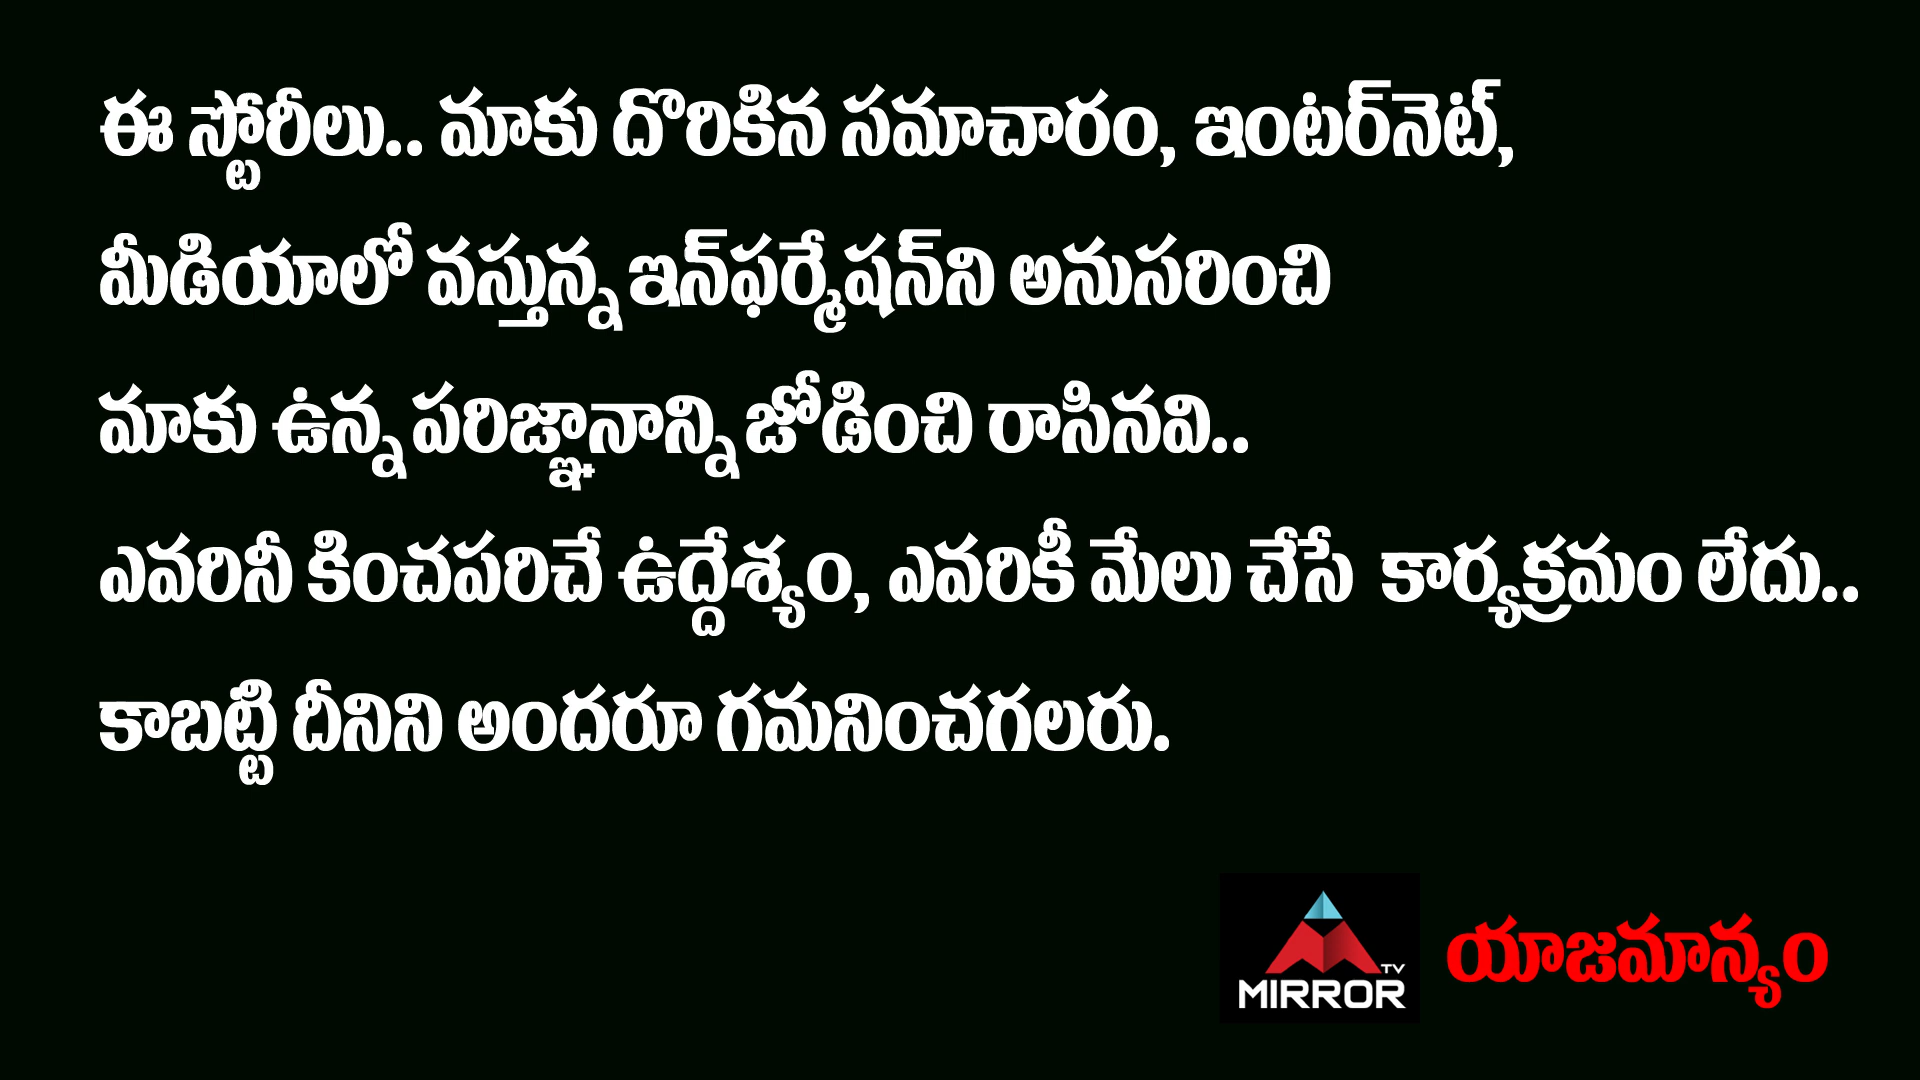 ఈ స్టోరీలు.. మాకు దొరికిన సమాచారం, ఇంటర్‌నెట్,
మీడియాలో వస్తున్న ఇన్‌ఫర్మేషన్‌ని అనుసరించి
మాకు ఉన్న పరిజ్ఞానాన్ని జోడించి రాసినవి..
ఎవరినీ కించపరిచే ఉద్దేశ్యం, ఎవరికీ మేలు చేసే కార్యక్రమం లేదు..
కాబట్టి దీనిని అందరూ గమనించగలరు.
TV
MIRROR
యాజమాన్యం